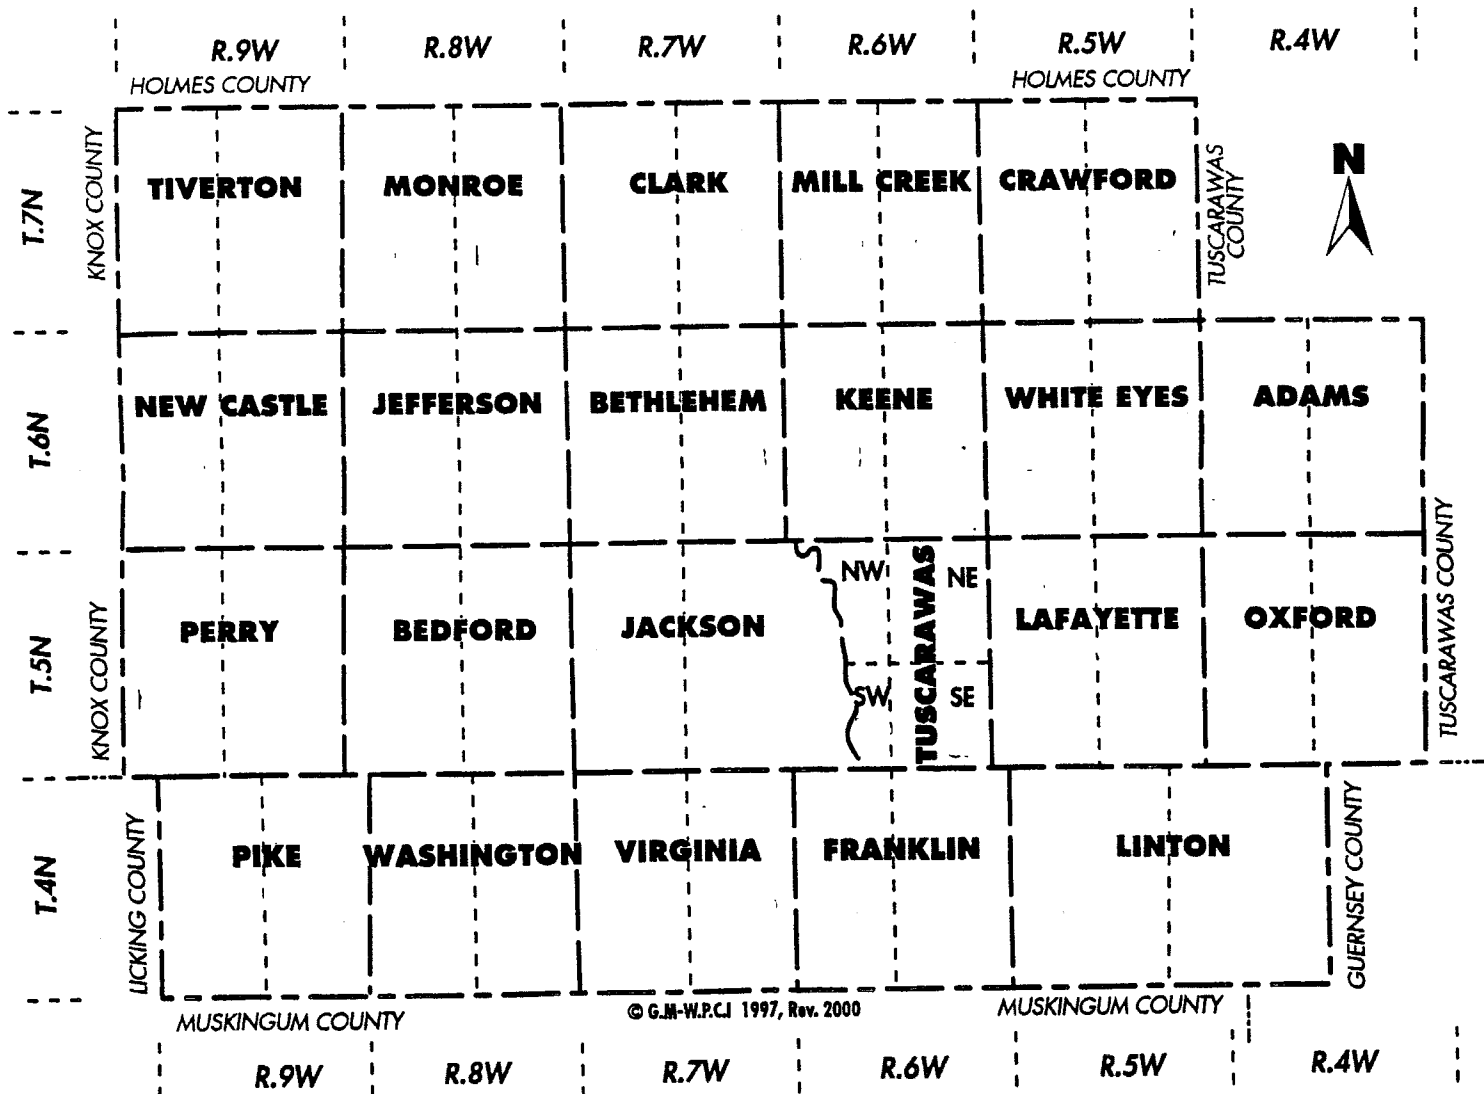 R.9W R.8W R.7W R.6W R.5W R.4W
HOLMES COUNTY HOLMES COUNTY
T.7N
KNOX COUNTY
TIVERTON MONROE CLARK MILL CREEK CRAWFORD
TUSCARAWAS
COUNTY
N
T.6N
NEW CASTLE JEFFERSON BETHLEHEM KEENE WHITE EYES ADAMS
T.5N
KNOX COUNTY
PERRY BEDFORD JACKSON
NW NE
TUSCARAWAS
SW SE
LAFAYETTE OXFORD
TUSCARAWAS COUNTY
T.4N
LICKING COUNTY
PIKE WASHINGTON VIRGINIA FRANKLIN LINTON
GUERNSEY COUNTY
MUSKINGUM COUNTY © G.M-W.P.C.I 1997, Rev. 2000 MUSKINGUM COUNTY
R.9W R.8W R.7W R.6W R.5W R.4W